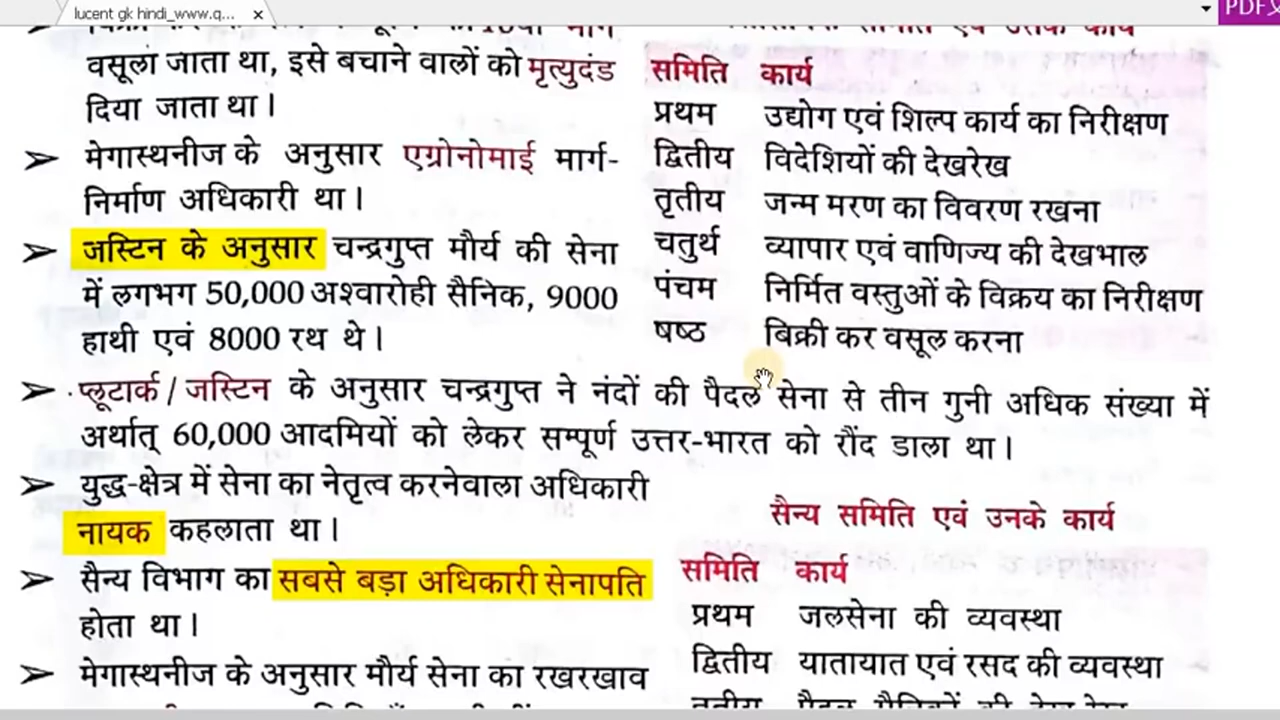 lucent gk hindi_www.q...
PDF
वसूला जाता था, इसे बचाने वालों को मृत्युदंड
दिया जाता था।
➢ मेगास्थनीज के अनुसार एग्रोनोमाई मार्ग-
निर्माण अधिकारी था।
➢ जस्टिन के अनुसार चन्द्रगुप्त मौर्य की सेना
में लगभग 50,000 अश्वारोही सैनिक, 9000
हाथी एवं 8000 रथ थे।
समिति कार्य
प्रथम उद्योग एवं शिल्प कार्य का निरीक्षण
द्वितीय विदेशियों की देखरेख
तृतीय जन्म मरण का विवरण रखना
चतुर्थ व्यापार एवं वाणिज्य की देखभाल
पंचम निर्मित वस्तुओं के विक्रय का निरीक्षण
षष्ठ बिक्री कर वसूल करना
➢ प्लूटार्क / जस्टिन के अनुसार चन्द्रगुप्त ने नंदों की पैदल सेना से तीन गुनी अधिक संख्या में
अर्थात् 60,000 आदमियों को लेकर सम्पूर्ण उत्तर-भारत को रौंद डाला था।
➢ युद्ध-क्षेत्र में सेना का नेतृत्व करनेवाला अधिकारी
नायक कहलाता था।
➢ सैन्य विभाग का सबसे बड़ा अधिकारी सेनापति
होता था।
➢ मेगास्थनीज के अनुसार मौर्य सेना का रखरखाव
सैन्य समिति एवं उनके कार्य
समिति कार्य
प्रथम जलसेना की व्यवस्था
द्वितीय यातायात एवं रसद की व्यवस्था